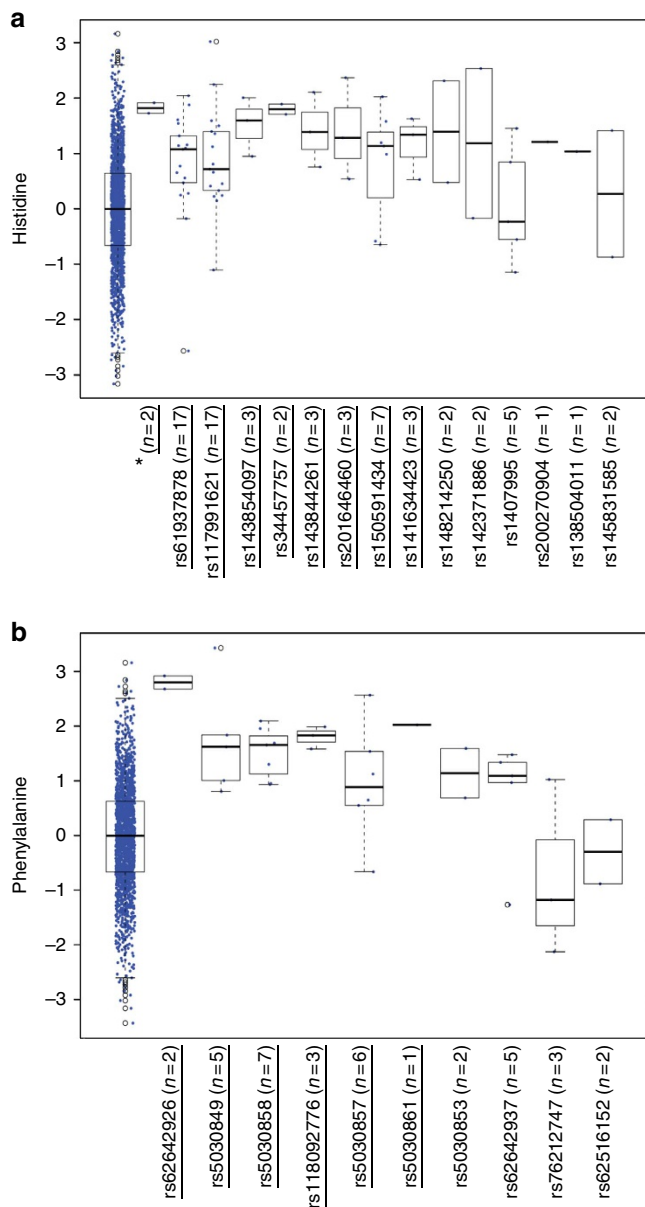 a
3
2
1
0
−1
−2
−3
Histidine
* (n = 2)
rs61937878 (n = 17)
rs117991621 (n = 17)
rs143854097 (n = 3)
rs34457757 (n = 2)
rs143844261 (n = 3)
rs201646460 (n = 3)
rs150591434 (n = 7)
rs141634423 (n = 3)
rs148214250 (n = 2)
rs142371886 (n = 2)
rs1407995 (n = 5)
rs200270904 (n = 1)
rs138504011 (n = 1)
rs145831585 (n = 2)
b
3
2
1
0
−1
−2
−3
Phenylalanine
rs62642926 (n = 2)
rs5030849 (n = 5)
rs5030858 (n = 7)
rs118092776 (n = 3)
rs5030857 (n = 6)
rs5030861 (n = 1)
rs5030853 (n = 2)
rs62642937 (n = 5)
rs76212747 (n = 3)
rs62516152 (n = 2)